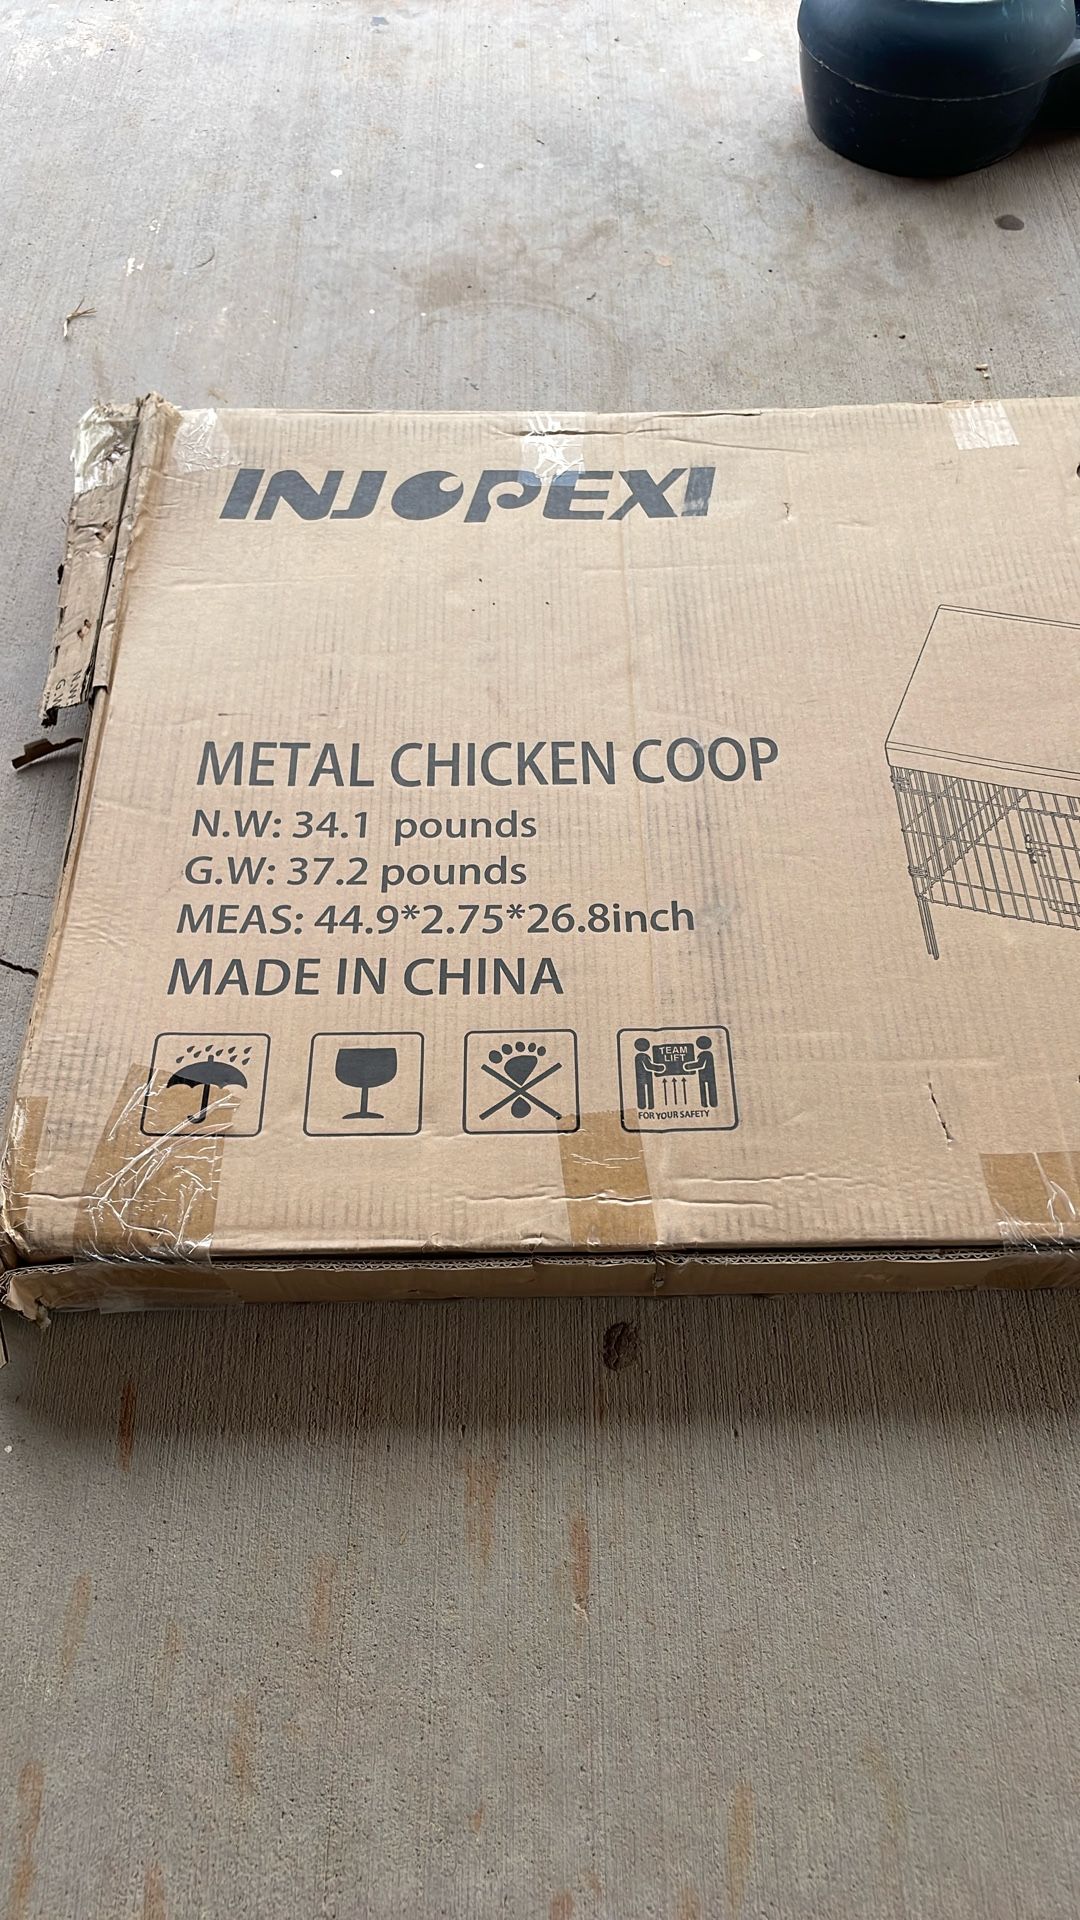 INJOPEXI
METAL CHICKEN COOP
N.W: 34.1 pounds
G.W: 37.2 pounds
MEAS: 44.9*2.75*26.8inch
MADE IN CHINA
TEAM
LIFT
FOR YOUR SAFETY
N.W
G.W